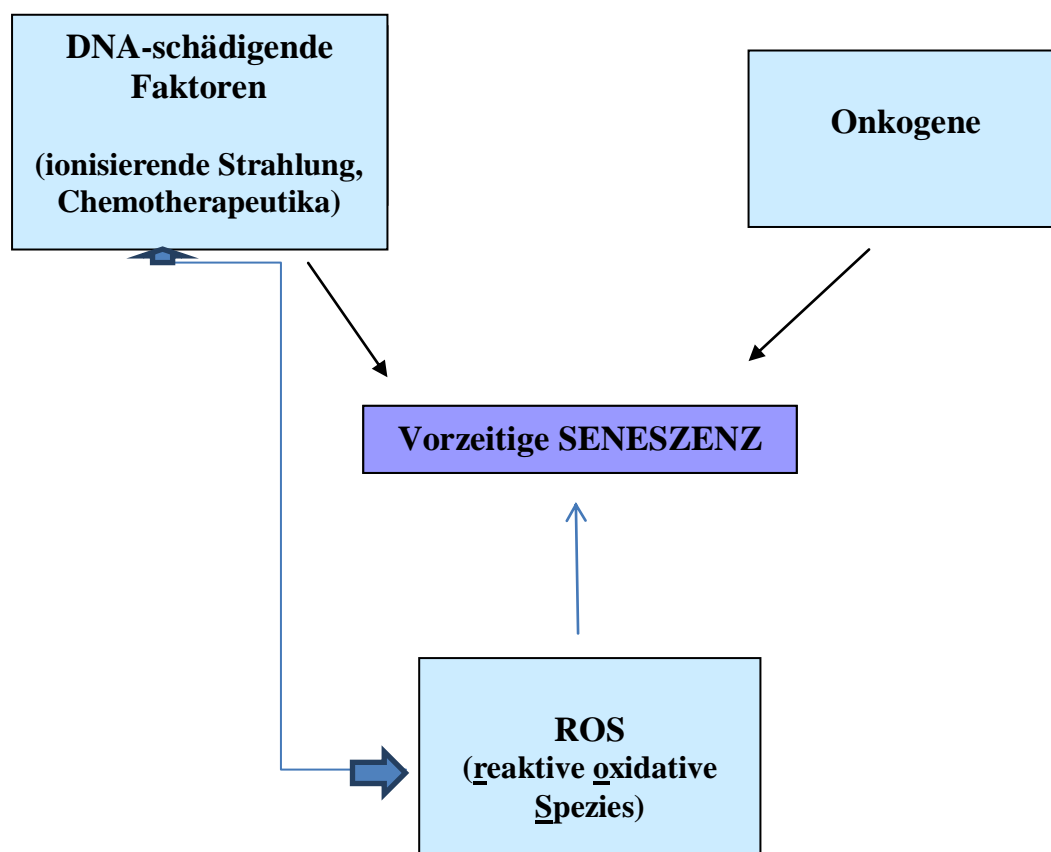 DNA-schädigende
Faktoren
(ionisierende Strahlung,
Chemotherapeutika)
Onkogene
Vorzeitige SENESZENZ
ROS
(reaktive oxidative
Spezies)